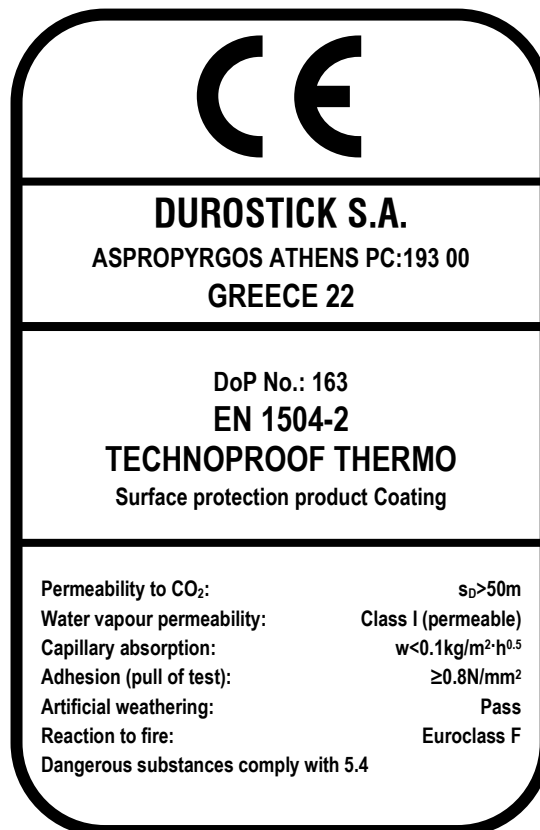 CE
DUROSTICK S.A.
ASPROPYRGOS ATHENS PC:193 00
GREECE 22
DoP No.: 163
EN 1504-2
TECHNOPROOF THERMO
Surface protection product Coating
Permeability to CO₂: s_D>50m
Water vapour permeability: Class I (permeable)
Capillary absorption: w<0.1kg/m²·h⁰·⁵
Adhesion (pull of test): ≥0.8N/mm²
Artificial weathering: Pass
Reaction to fire: Euroclass F
Dangerous substances comply with 5.4